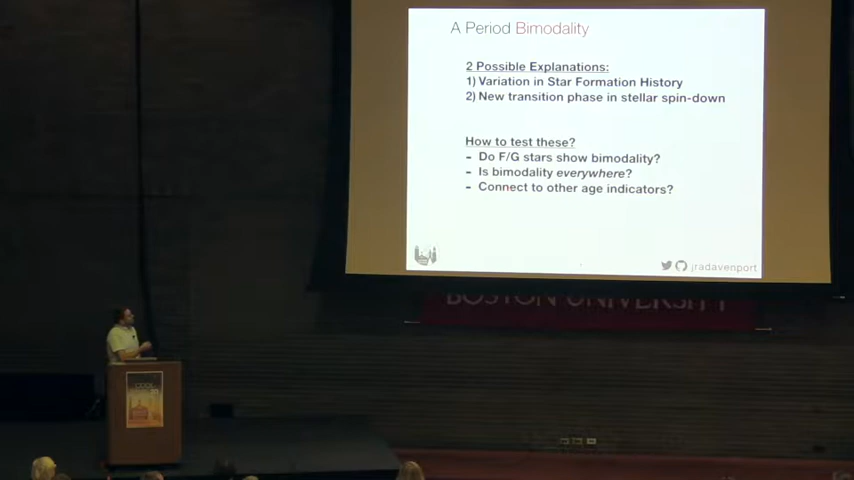 A Period Bimodality
2 Possible Explanations:
1) Variation in Star Formation History
2) New transition phase in stellar spin-down
How to test these?
- Do F/G stars show bimodality?
- Is bimodality everywhere?
- Connect to other age indicators?
jradavenport
BOSTON UNIVERSITY